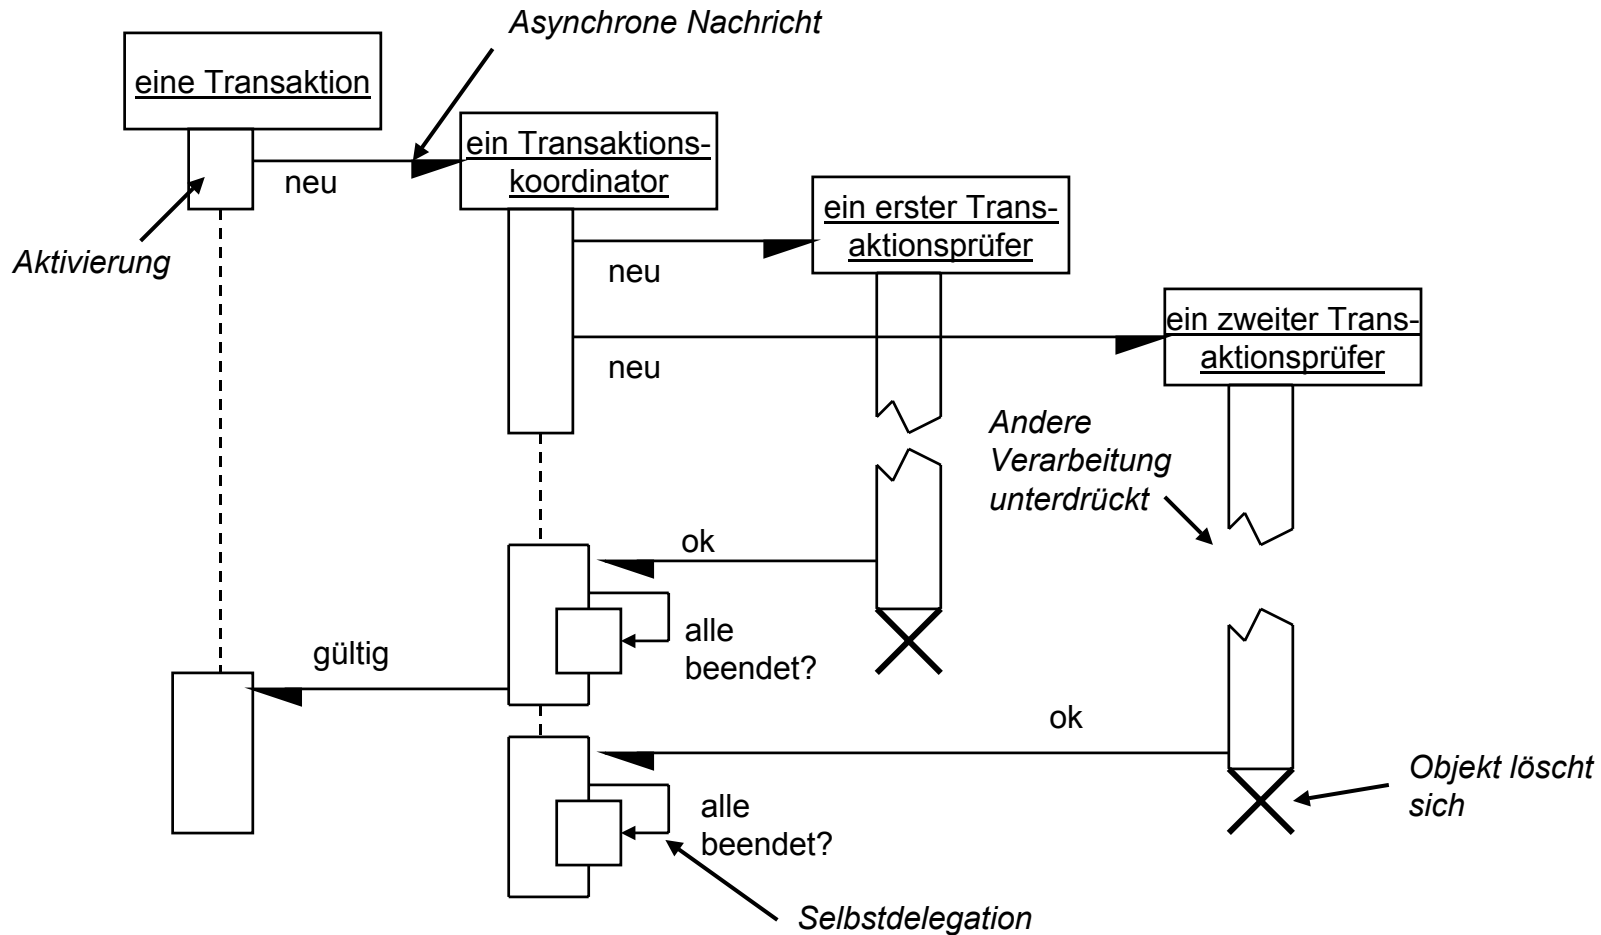 Asynchrone Nachricht
eine Transaktion
ein Transaktions-
koordinator
neu
ein erster Trans-
aktionsprüfer
Aktivierung
neu
ein zweiter Trans-
aktionsprüfer
neu
Andere
Verarbeitung
unterdrückt
ok
alle
beendet?
gültig
ok
Objekt löscht
sich
alle
beendet?
Selbstdelegation